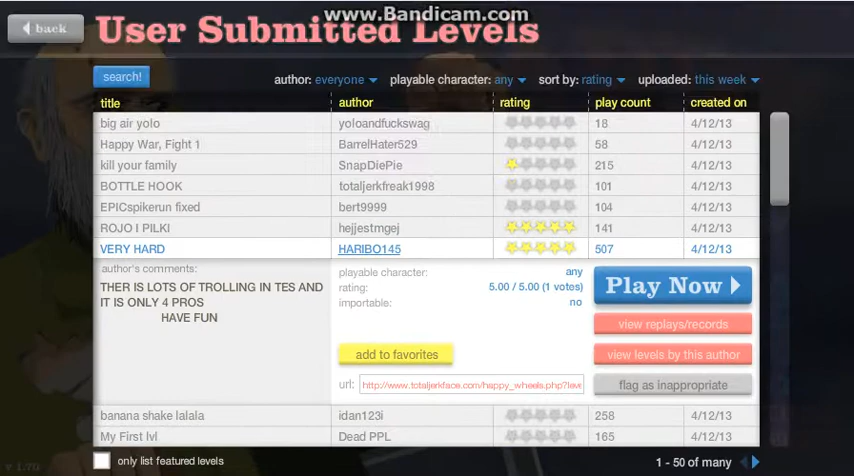 www.Bandicam.com
back
User Submitted Levels
search!
author: everyone playable character: any sort by: rating uploaded: this week
title author rating play count created on
big air yolo yoloandfuckswag 18 4/12/13
Happy War, Fight 1 BarrelHater529 58 4/12/13
kill your family SnapDiePie 215 4/12/13
BOTTLE HOOK totaljerkfreak1998 101 4/12/13
EPICspikerun fixed bert9999 104 4/12/13
ROJO I PILKI hejjestmgej 141 4/12/13
VERY HARD HARIBO145 507 4/12/13
author's comments:
THER IS LOTS OF TROLLING IN TES AND
IT IS ONLY 4 PROS
HAVE FUN
playable character: any
rating: 5.00 / 5.00 (1 votes)
importable: no
add to favorites
url: http://www.totaljerkface.com/happy_wheels.php?leve
Play Now
view replays/records
view levels by this author
flag as inappropriate
banana shake lalala idan123i 258 4/12/13
My First lvl Dead PPL 165 4/12/13
only list featured levels
1 - 50 of many
v 1.70